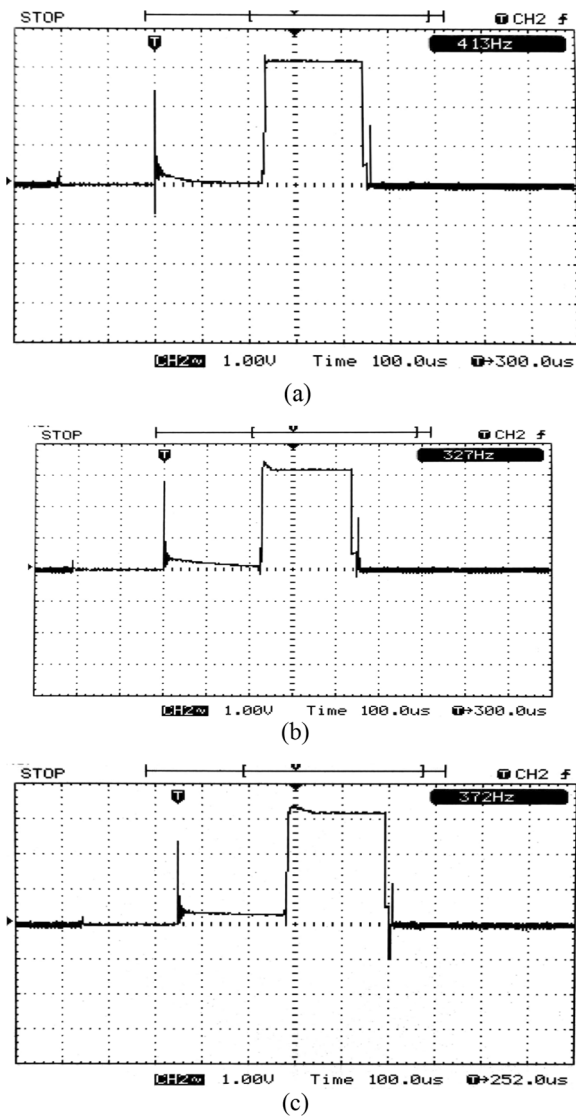 STOP T CH2
413Hz
T
CH2 1.00V Time 100.0us T→300.0us
(a)
STOP T CH2
327Hz
T
CH2 1.00V Time 100.0us T→300.0us
(b)
STOP T CH2
372Hz
T
CH2 1.00V Time 100.0us T→252.0us
(c)